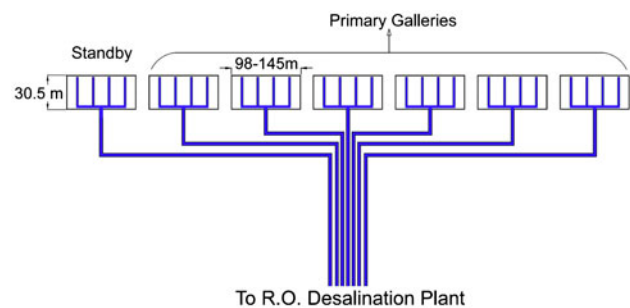 Primary Galleries
Standby
98-145m
30.5 m
To R.O. Desalination Plant